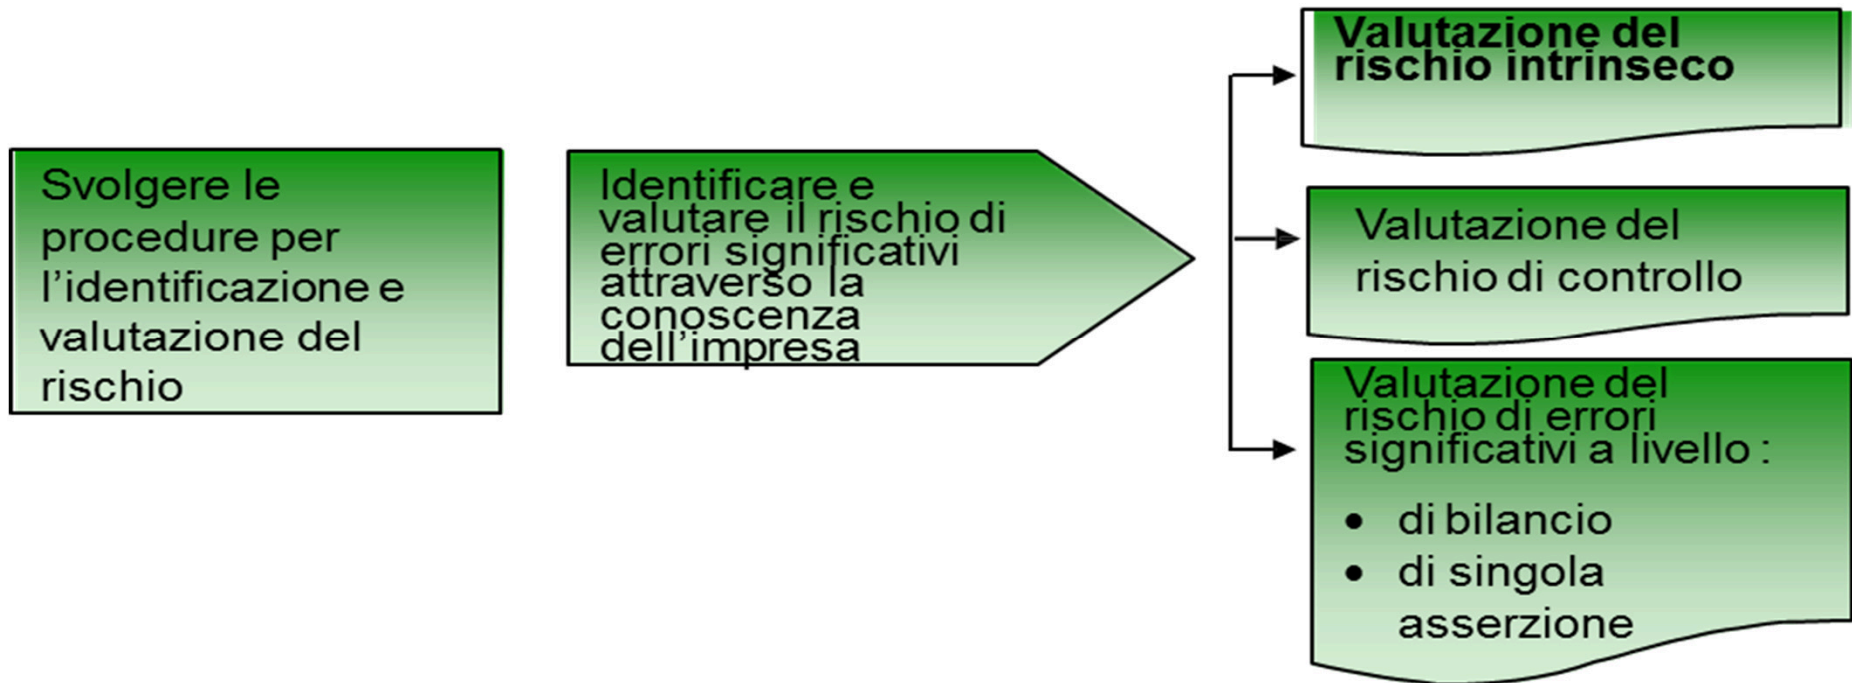 Svolgere le
procedure per
l’identificazione e
valutazione del
rischio
Identificare e
valutare il rischio di
errori significativi
attraverso la
conoscenza
dell’impresa
Valutazione del
rischio intrinseco
Valutazione del
rischio di controllo
Valutazione del
rischio di errori
significativi a livello :
• di bilancio
• di singola
asserzione